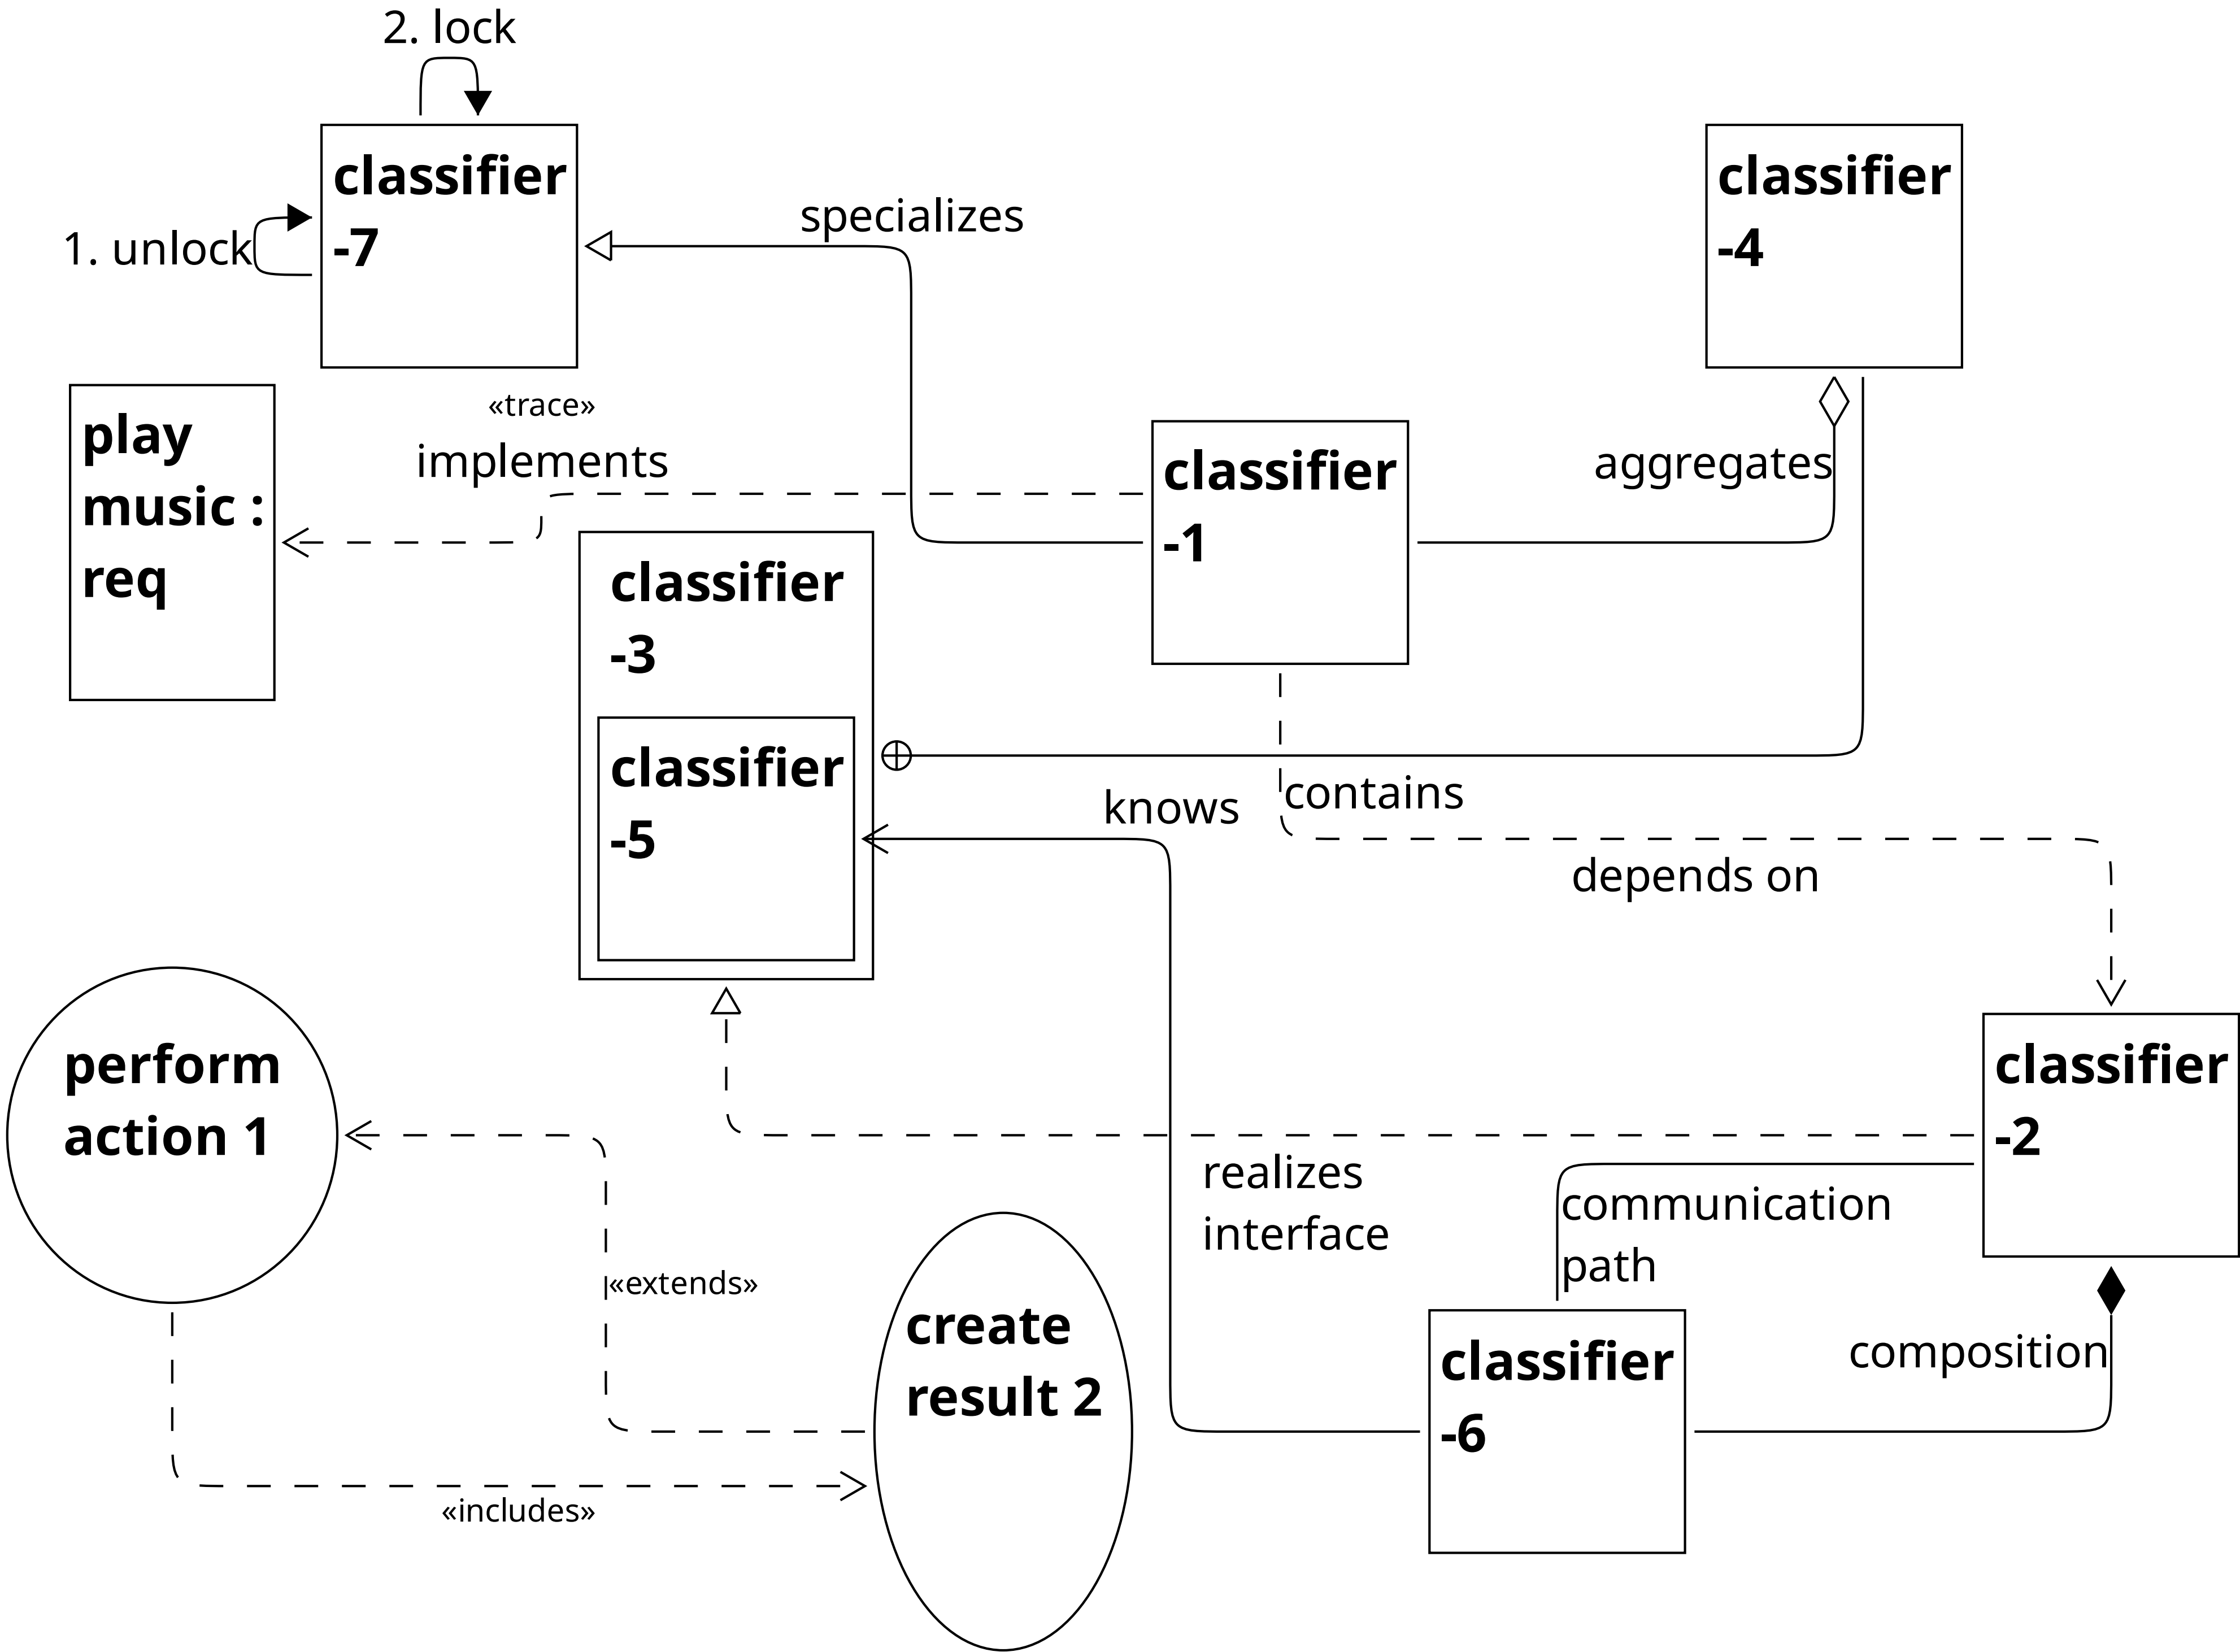 2. lock
classifier
-7
1. unlock
specializes
classifier
-4
play
music :
req
«trace»
implements
classifier
-1
aggregates
classifier
-3
classifier
-5
knows
contains
depends on
perform
action 1
classifier
-2
realizes
interface
communication
path
«extends»
create
result 2
classifier
-6
composition
«includes»